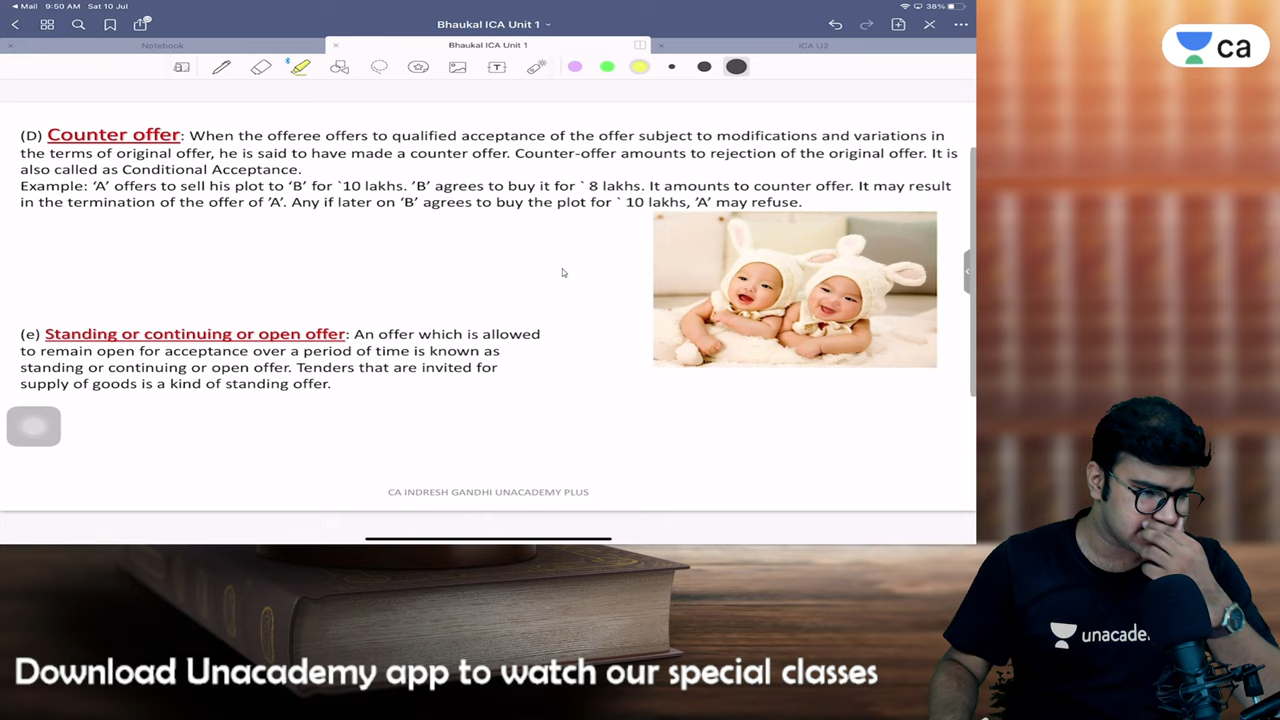 Mail 9:50 AM Sat 10 Jul 38%
Bhaukal ICA Unit 1
Notebook Bhaukal ICA Unit 1 ICA U2
ca
(D) Counter offer: When the offeree offers to qualified acceptance of the offer subject to modifications and variations in
the terms of original offer, he is said to have made a counter offer. Counter-offer amounts to rejection of the original offer. It is
also called as Conditional Acceptance.
Example: ‘A’ offers to sell his plot to ‘B’ for `10 lakhs. ’B’ agrees to buy it for ` 8 lakhs. It amounts to counter offer. It may result
in the termination of the offer of ’A’. Any if later on ‘B’ agrees to buy the plot for ` 10 lakhs, ’A’ may refuse.
(e) Standing or continuing or open offer: An offer which is allowed
to remain open for acceptance over a period of time is known as
standing or continuing or open offer. Tenders that are invited for
supply of goods is a kind of standing offer.
CA INDRESH GANDHI UNACADEMY PLUS
unacade
Download Unacademy app to watch our special classes